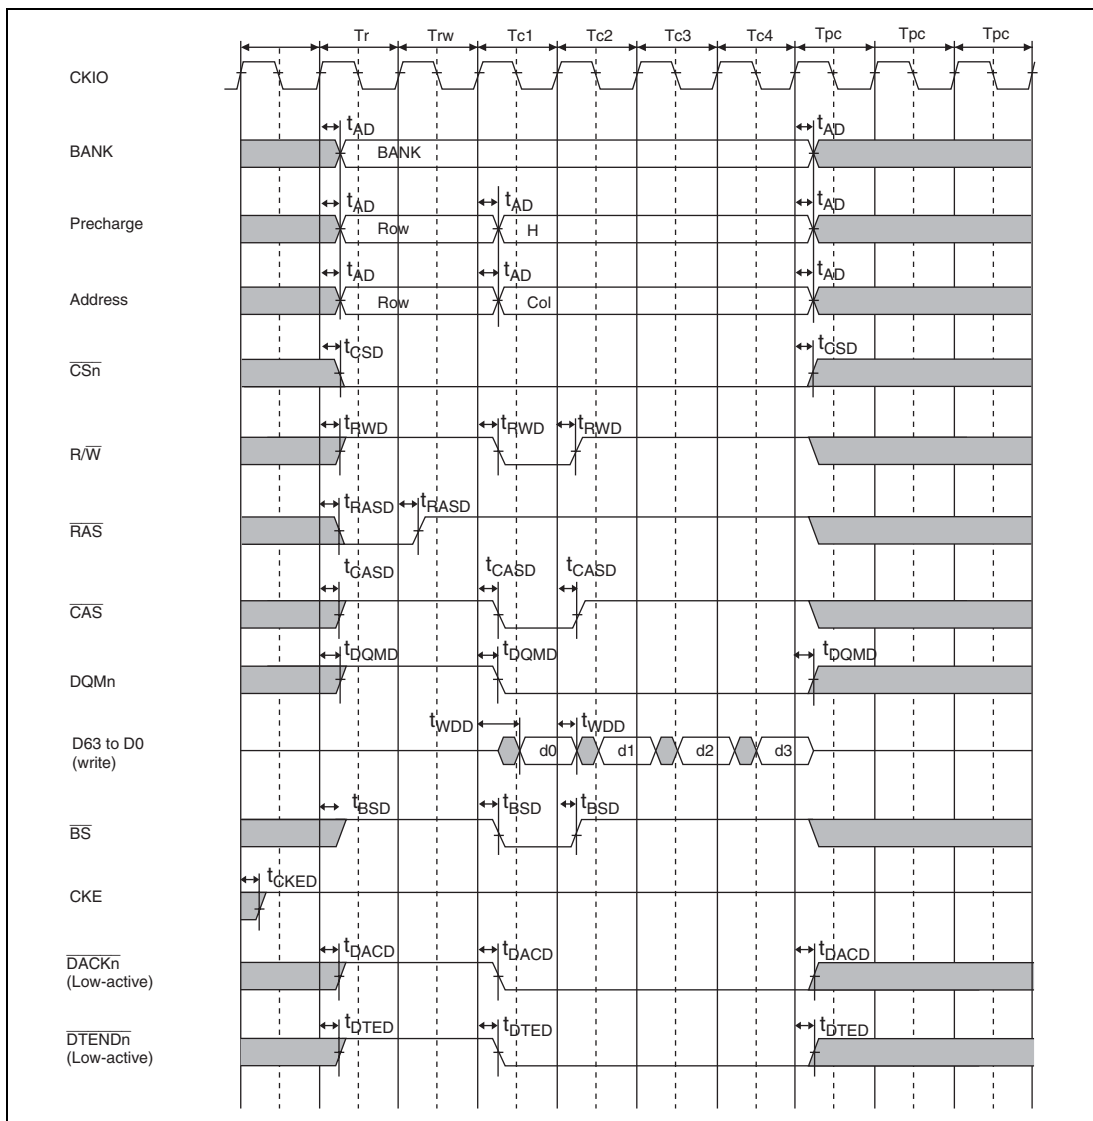 Tr Trw Tc1 Tc2 Tc3 Tc4 Tpc Tpc Tpc
CKIO
tAD tAD
BANK BANK
tAD tAD tAD
Precharge Row H
tAD tAD tAD
Address Row Col
tCSD tCSD
CSn
tRWD tRWD tRWD
R/W
tRASD tRASD
RAS
tCASD tCASD tCASD
CAS
tDQMD tDQMD tDQMD
DQMn
tWDD tWDD
D63 to D0
(write)
d0 d1 d2 d3
tBSD tBSD tBSD
BS
tCKED
CKE
tDACD tDACD tDACD
DACKn
(Low-active)
tDTED tDTED tDTED
DTENDn
(Low-active)